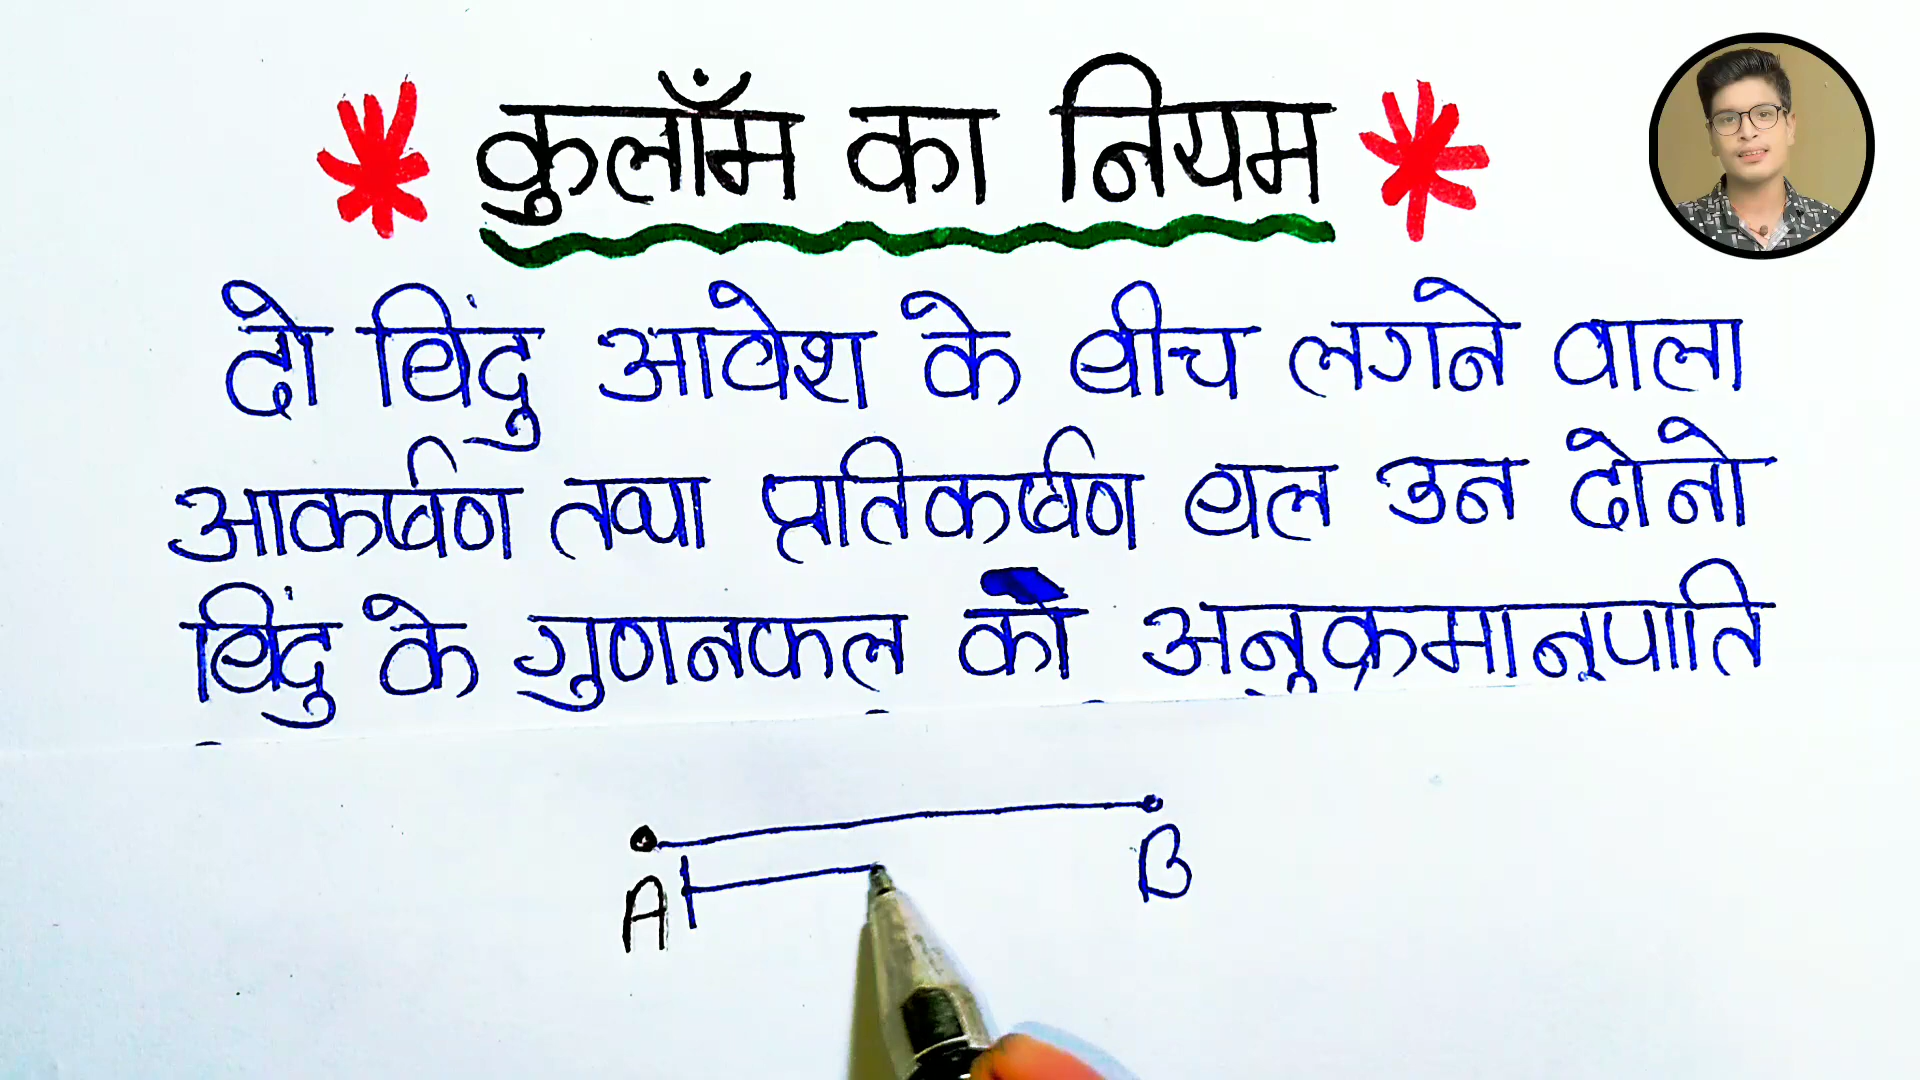 कुलाँम का नियम
दो बिंदु आवेश के बीच लगने वाला
आकर्षण तथा प्रतिकर्षण बल उन दोनो
बिंदु के गुणनफल को अनुक्रमानुपाति
A B